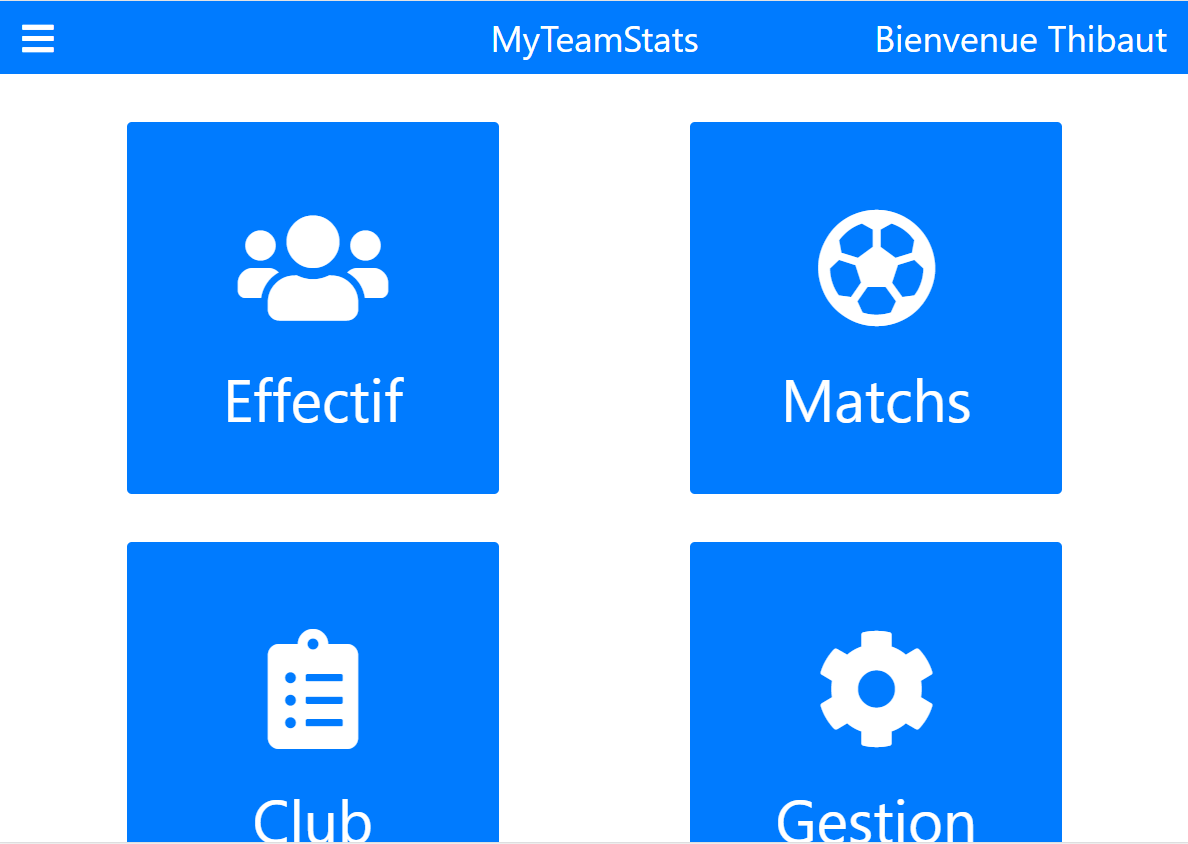 MyTeamStats
Bienvenue Thibaut
Effectif
Matchs
Club
Gestion